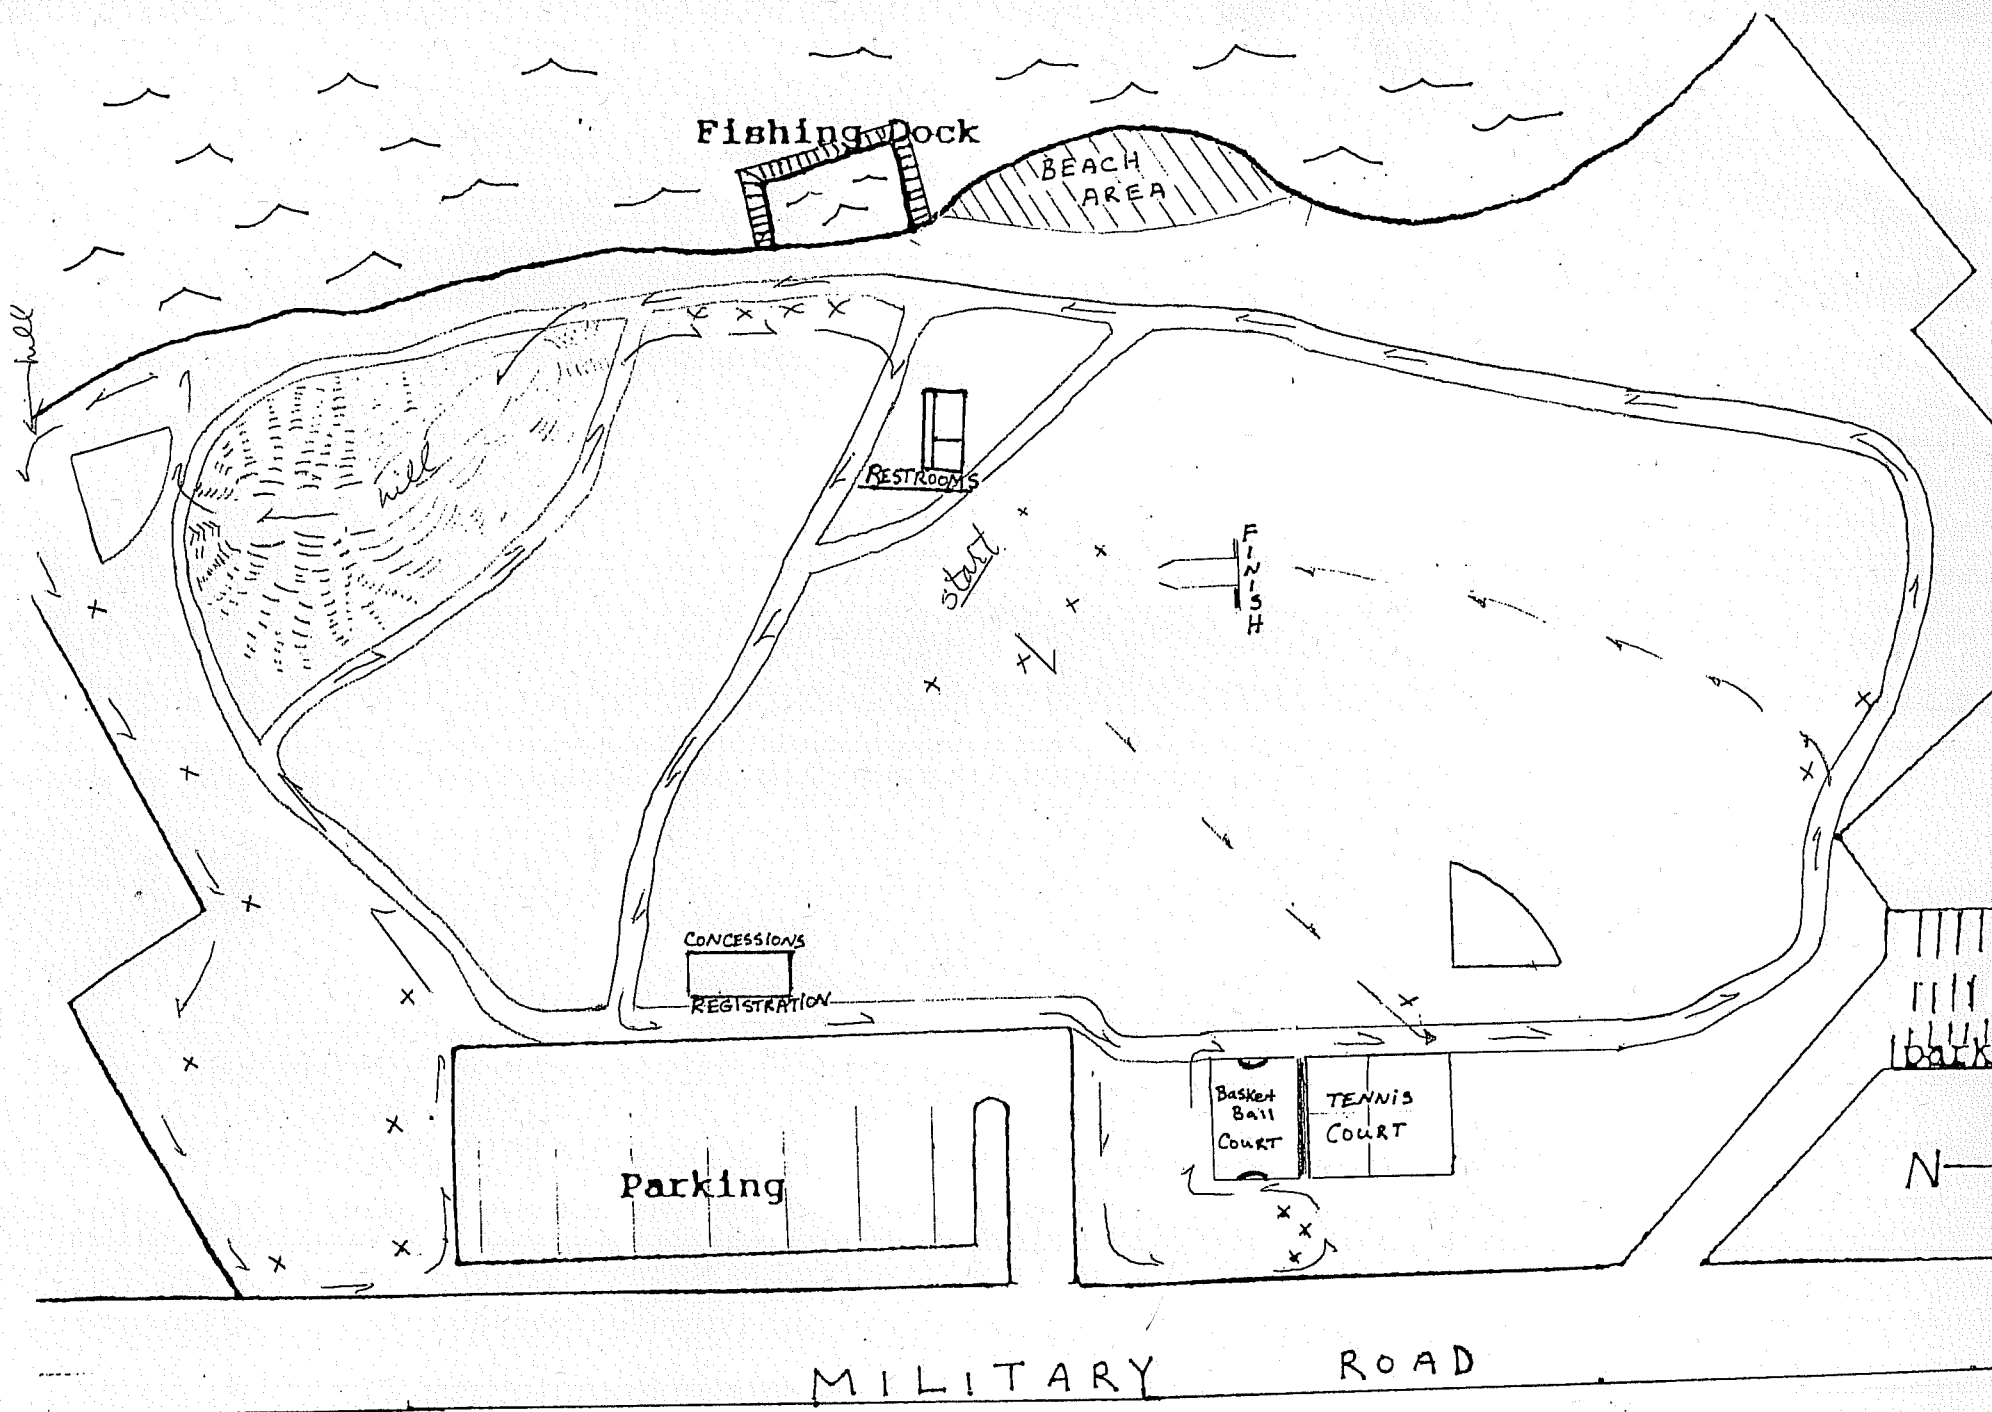 Fishing Dock
BEACH
AREA
hill
hill
RESTROOMS
Start
FINISH
CONCESSIONS
REGISTRATION
Basket
Ball
COURT
TENNIS
COURT
Parking
park
N
MILITARY ROAD